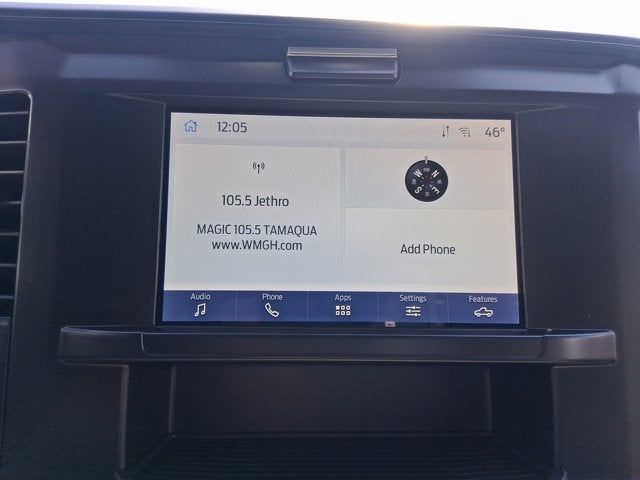 12:05
46°
105.5 Jethro
MAGIC 105.5 TAMAQUA
www.WMGH.com
N
E
S
W
Add Phone
Audio
Phone
Apps
Settings
Features